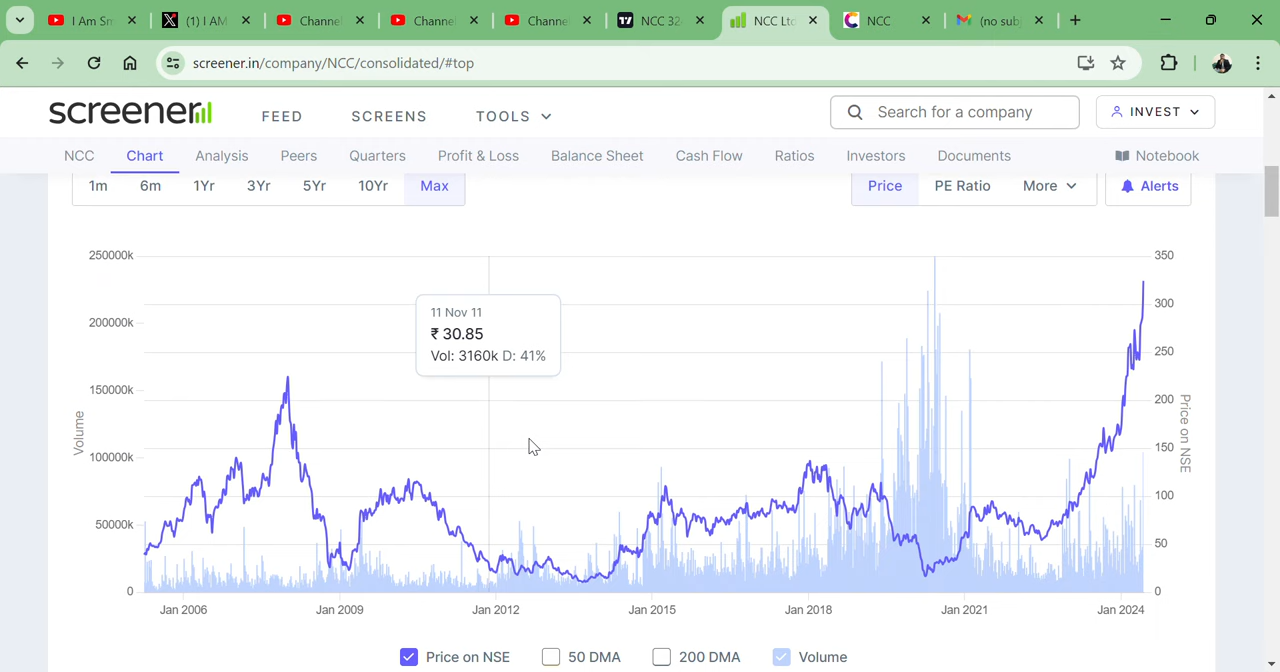 I Am Sm
(1) I AM
Channel
Channel
Channel
NCC 32
NCC Ltd
NCC
(no sub
screener.in/company/NCC/consolidated/#top
screener
FEED
SCREENS
TOOLS
Search for a company
INVEST
NCC
Chart
Analysis
Peers
Quarters
Profit & Loss
Balance Sheet
Cash Flow
Ratios
Investors
Documents
Notebook
1m
6m
1Yr
3Yr
5Yr
10Yr
Max
Price
PE Ratio
More
Alerts
250000k
200000k
150000k
100000k
50000k
0
Volume
11 Nov 11
₹ 30.85
Vol: 3160k D: 41%
350
300
250
200
150
100
50
0
Price on NSE
Jan 2006
Jan 2009
Jan 2012
Jan 2015
Jan 2018
Jan 2021
Jan 2024
Price on NSE
50 DMA
200 DMA
Volume